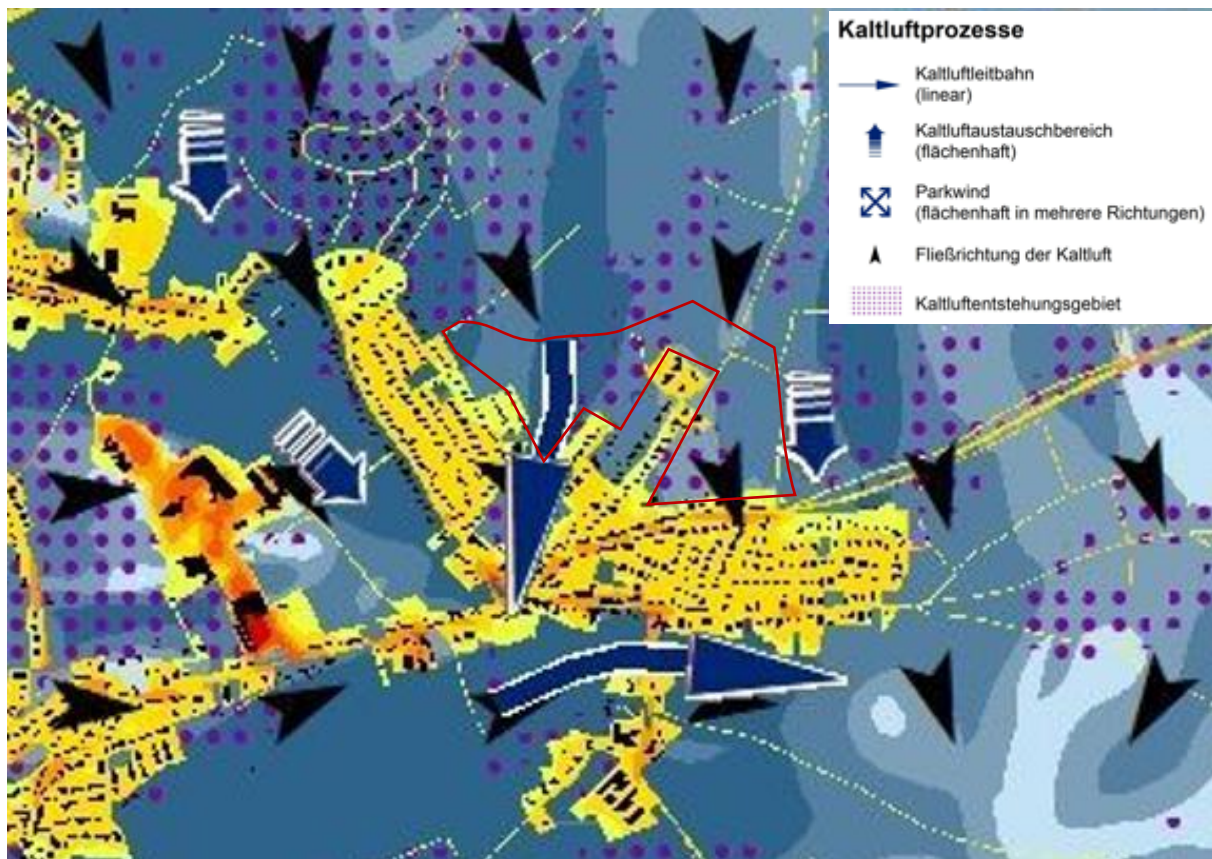 Kaltluftprozesse
Kaltluftleitbahn
(linear)
Kaltluftaustauschbereich
(flächenhaft)
Parkwind
(flächenhaft in mehrere Richtungen)
Fließrichtung der Kaltluft
Kaltluftentstehungsgebiet